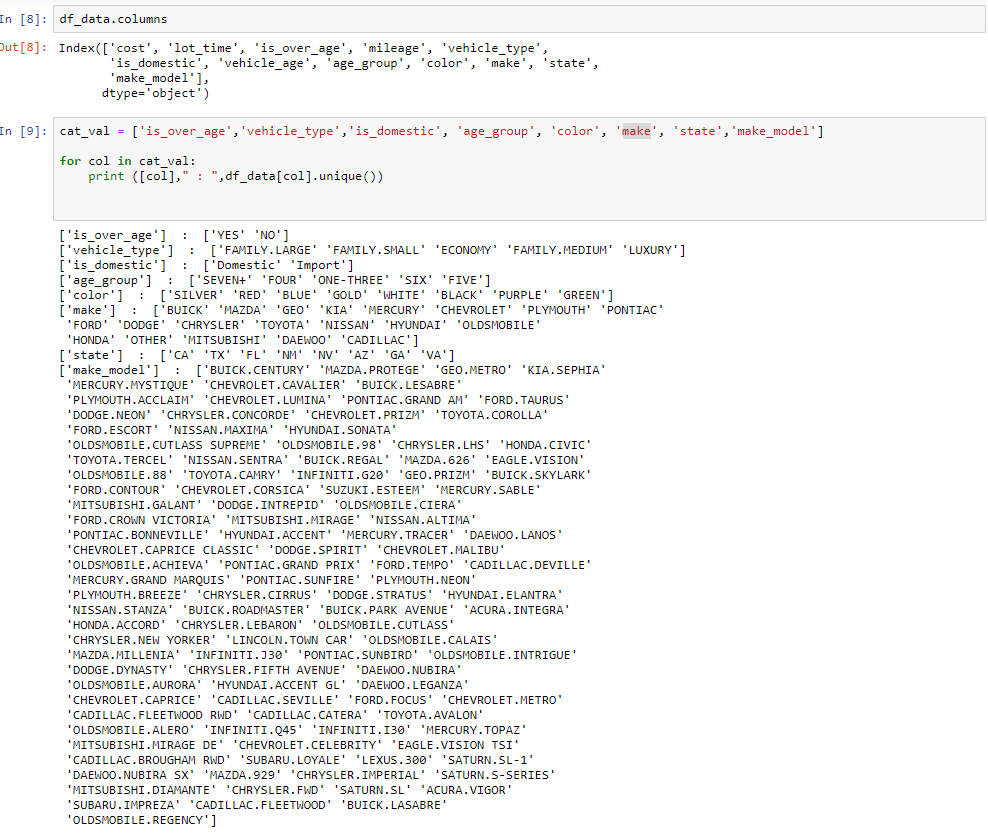 In [8]: df_data.columns
Out[8]: Index(['cost', 'lot_time', 'is_over_age', 'mileage', 'vehicle_type',
'is_domestic', 'vehicle_age', 'age_group', 'color', 'make', 'state',
'make_model'],
dtype='object')
In [9]: cat_val = ['is_over_age','vehicle_type','is_domestic', 'age_group', 'color', 'make', 'state','make_model']
for col in cat_val:
print ([col]," : ",df_data[col].unique())
['is_over_age']  :  ['YES' 'NO']
['vehicle_type']  :  ['FAMILY.LARGE' 'FAMILY.SMALL' 'ECONOMY' 'FAMILY.MEDIUM' 'LUXURY']
['is_domestic']  :  ['Domestic' 'Import']
['age_group']  :  ['SEVEN+' 'FOUR' 'ONE-THREE' 'SIX' 'FIVE']
['color']  :  ['SILVER' 'RED' 'BLUE' 'GOLD' 'WHITE' 'BLACK' 'PURPLE' 'GREEN']
['make']  :  ['BUICK' 'MAZDA' 'GEO' 'KIA' 'MERCURY' 'CHEVROLET' 'PLYMOUTH' 'PONTIAC'
'FORD' 'DODGE' 'CHRYSLER' 'TOYOTA' 'NISSAN' 'HYUNDAI' 'OLDSMOBILE'
'HONDA' 'OTHER' 'MITSUBISHI' 'DAEWOO' 'CADILLAC']
['state']  :  ['CA' 'TX' 'FL' 'NM' 'NV' 'AZ' 'GA' 'VA']
['make_model']  :  ['BUICK.CENTURY' 'MAZDA.PROTEGE' 'GEO.METRO' 'KIA.SEPHIA'
'MERCURY.MYSTIQUE' 'CHEVROLET.CAVALIER' 'BUICK.LESABRE'
'PLYMOUTH.ACCLAIM' 'CHEVROLET.LUMINA' 'PONTIAC.GRAND AM' 'FORD.TAURUS'
'DODGE.NEON' 'CHRYSLER.CONCORDE' 'CHEVROLET.PRIZM' 'TOYOTA.COROLLA'
'FORD.ESCORT' 'NISSAN.MAXIMA' 'HYUNDAI.SONATA'
'OLDSMOBILE.CUTLASS SUPREME' 'OLDSMOBILE.98' 'CHRYSLER.LHS' 'HONDA.CIVIC'
'TOYOTA.TERCEL' 'NISSAN.SENTRA' 'BUICK.REGAL' 'MAZDA.626' 'EAGLE.VISION'
'OLDSMOBILE.88' 'TOYOTA.CAMRY' 'INFINITI.G20' 'GEO.PRIZM' 'BUICK.SKYLARK'
'FORD.CONTOUR' 'CHEVROLET.CORSICA' 'SUZUKI.ESTEEM' 'MERCURY.SABLE'
'MITSUBISHI.GALANT' 'DODGE.INTREPID' 'OLDSMOBILE.CIERA'
'FORD.CROWN VICTORIA' 'MITSUBISHI.MIRAGE' 'NISSAN.ALTIMA'
'PONTIAC.BONNEVILLE' 'HYUNDAI.ACCENT' 'MERCURY.TRACER' 'DAEWOO.LANOS'
'CHEVROLET.CAPRICE CLASSIC' 'DODGE.SPIRIT' 'CHEVROLET.MALIBU'
'OLDSMOBILE.ACHIEVA' 'PONTIAC.GRAND PRIX' 'FORD.TEMPO' 'CADILLAC.DEVILLE'
'MERCURY.GRAND MARQUIS' 'PONTIAC.SUNFIRE' 'PLYMOUTH.NEON'
'PLYMOUTH.BREEZE' 'CHRYSLER.CIRRUS' 'DODGE.STRATUS' 'HYUNDAI.ELANTRA'
'NISSAN.STANZA' 'BUICK.ROADMASTER' 'BUICK.PARK AVENUE' 'ACURA.INTEGRA'
'HONDA.ACCORD' 'CHRYSLER.LEBARON' 'OLDSMOBILE.CUTLASS'
'CHRYSLER.NEW YORKER' 'LINCOLN.TOWN CAR' 'OLDSMOBILE.CALAIS'
'MAZDA.MILLENIA' 'INFINITI.J30' 'PONTIAC.SUNBIRD' 'OLDSMOBILE.INTRIGUE'
'DODGE.DYNASTY' 'CHRYSLER.FIFTH AVENUE' 'DAEWOO.NUBIRA'
'OLDSMOBILE.AURORA' 'HYUNDAI.ACCENT GL' 'DAEWOO.LEGANZA'
'CHEVROLET.CAPRICE' 'CADILLAC.SEVILLE' 'FORD.FOCUS' 'CHEVROLET.METRO'
'CADILLAC.FLEETWOOD RWD' 'CADILLAC.CATERA' 'TOYOTA.AVALON'
'OLDSMOBILE.ALERO' 'INFINITI.Q45' 'INFINITI.I30' 'MERCURY.TOPAZ'
'MITSUBISHI.MIRAGE DE' 'CHEVROLET.CELEBRITY' 'EAGLE.VISION TSI'
'CADILLAC.BROUGHAM RWD' 'SUBARU.LOYALE' 'LEXUS.300' 'SATURN.SL-1'
'DAEWOO.NUBIRA SX' 'MAZDA.929' 'CHRYSLER.IMPERIAL' 'SATURN.S-SERIES'
'MITSUBISHI.DIAMANTE' 'CHRYSLER.FWD' 'SATURN.SL' 'ACURA.VIGOR'
'SUBARU.IMPREZA' 'CADILLAC.FLEETWOOD' 'BUICK.LASABRE'
'OLDSMOBILE.REGENCY']